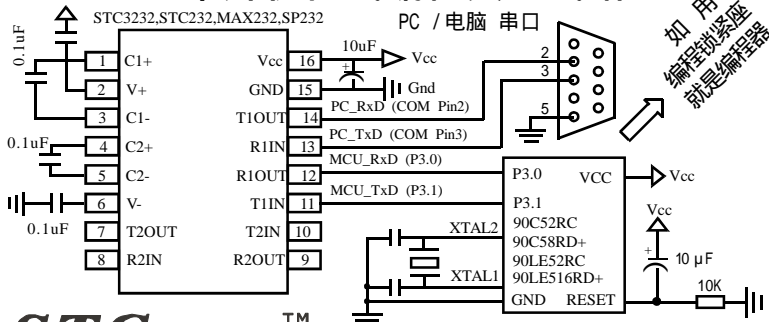 STC3232,STC232,MAX232,SP232
PC /电脑 串口
如 用
编程锁紧座
就是编程器
0.1uF
10uF
Vcc
1 C1+
Vcc 16
2 V+
GND 15
Gnd
3 C1-
T1OUT 14
PC_RxD (COM Pin2)
4 C2+
R1IN 13
PC_TxD (COM Pin3)
0.1uF
5 C2-
R1OUT 12
MCU_RxD (P3.0)
6 V-
T1IN 11
MCU_TxD (P3.1)
0.1uF
7 T2OUT
T2IN 10
8 R2IN
R2OUT 9
2
3
5
P3.0 VCC
Vcc
P3.1
90C52RC
90C58RD+
90LE52RC
90LE516RD+
GND RESET
XTAL2
XTAL1
Vcc
10 μF
10K
TM